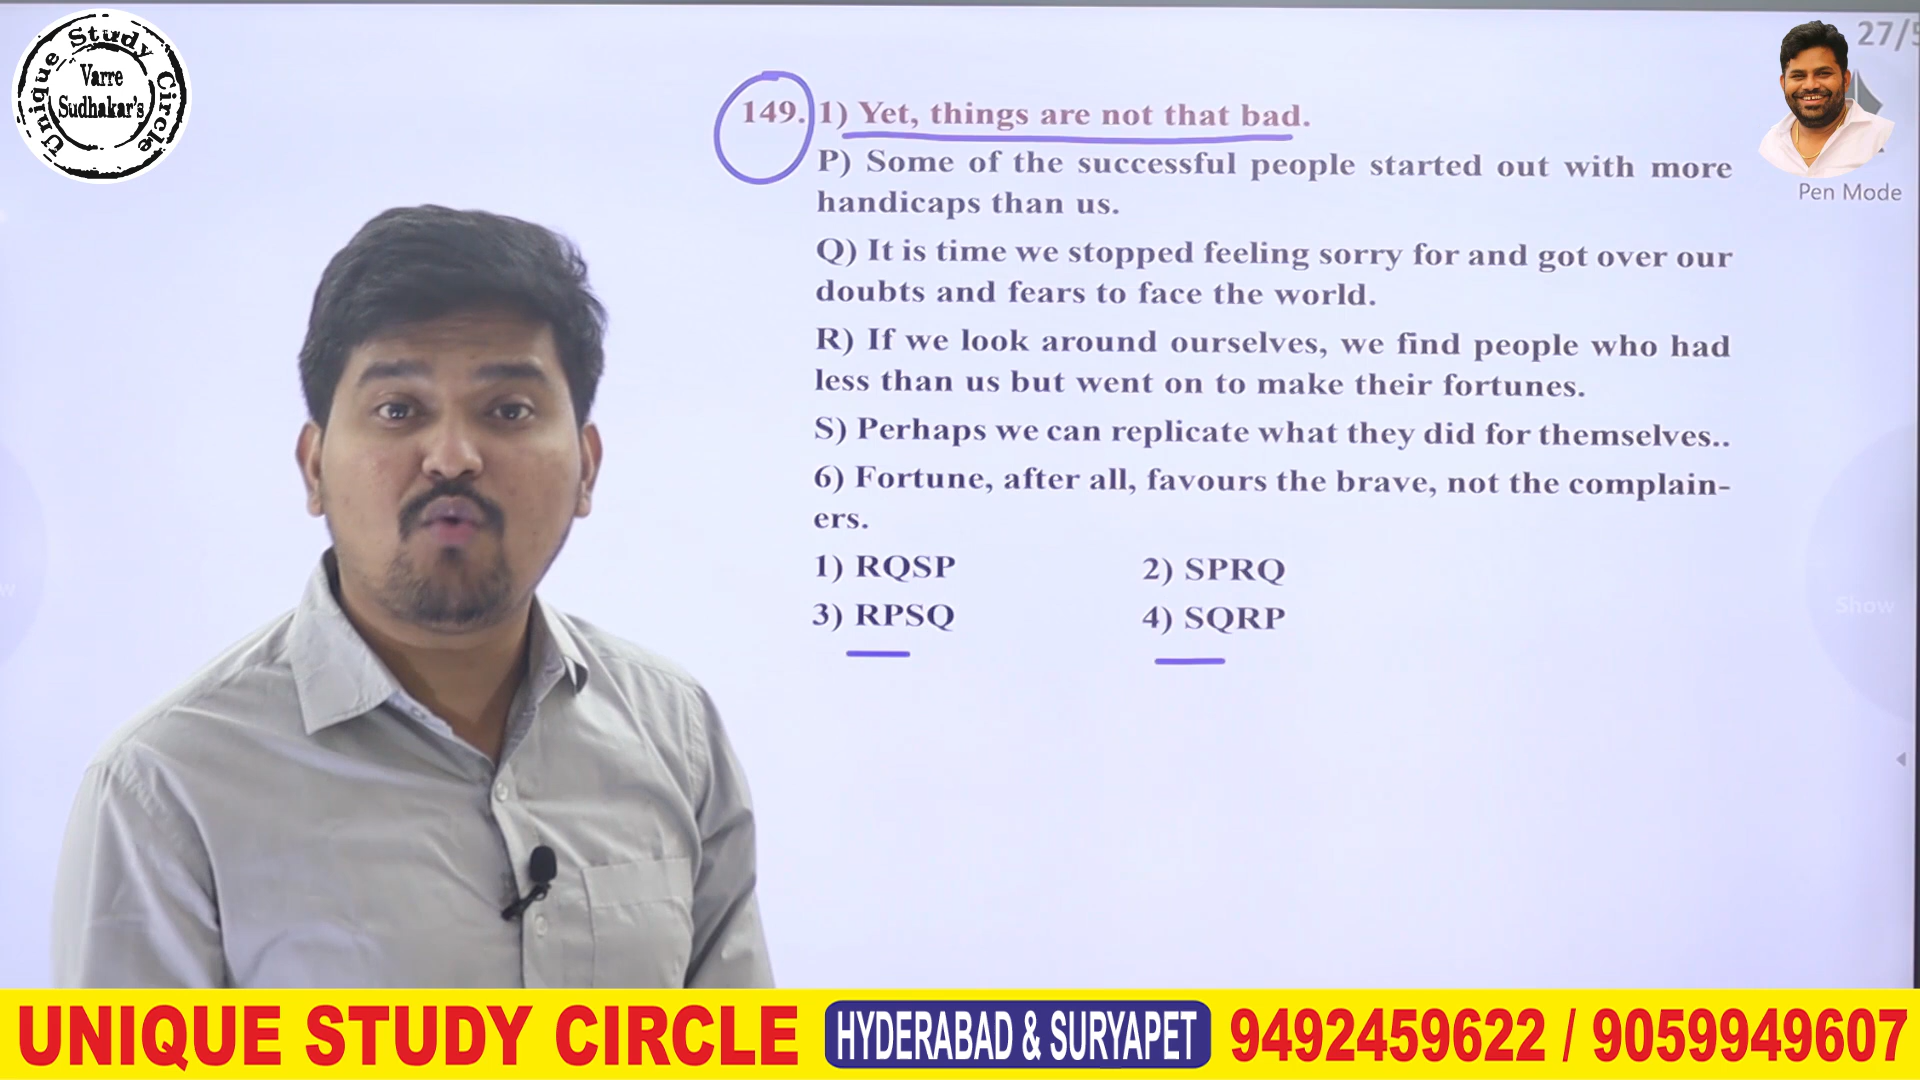 Unique Study Circle
Varre
Sudhakar's
27/5
Pen Mode
149. 1) Yet, things are not that bad.
P) Some of the successful people started out with more
handicaps than us.
Q) It is time we stopped feeling sorry for and got over our
doubts and fears to face the world.
R) If we look around ourselves, we find people who had
less than us but went on to make their fortunes.
S) Perhaps we can replicate what they did for themselves..
6) Fortune, after all, favours the brave, not the complain-
ers.
1) RQSP 2) SPRQ
3) RPSQ 4) SQRP
Show
UNIQUE STUDY CIRCLE HYDERABAD & SURYAPET 9492459622 / 9059949607